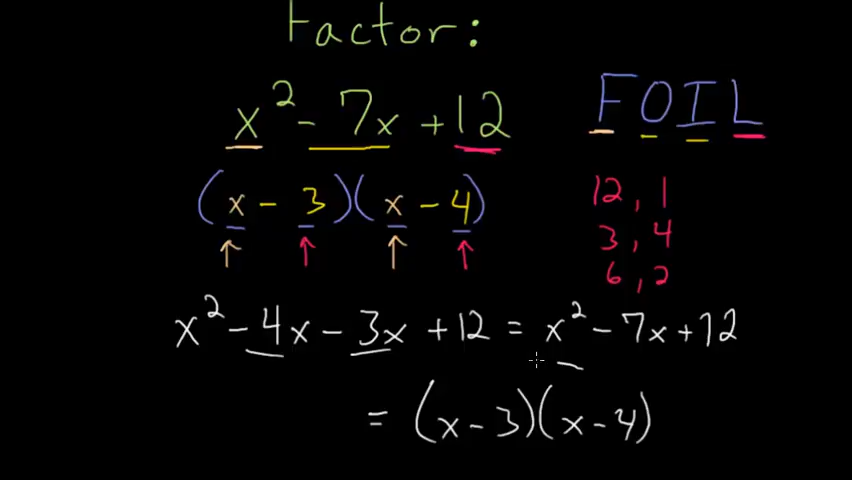 Factor:
x² - 7x + 12
FOIL
(x - 3)(x - 4)
12, 1
3, 4
6, 2
x² - 4x - 3x + 12 = x² - 7x + 12
= (x - 3)(x - 4)